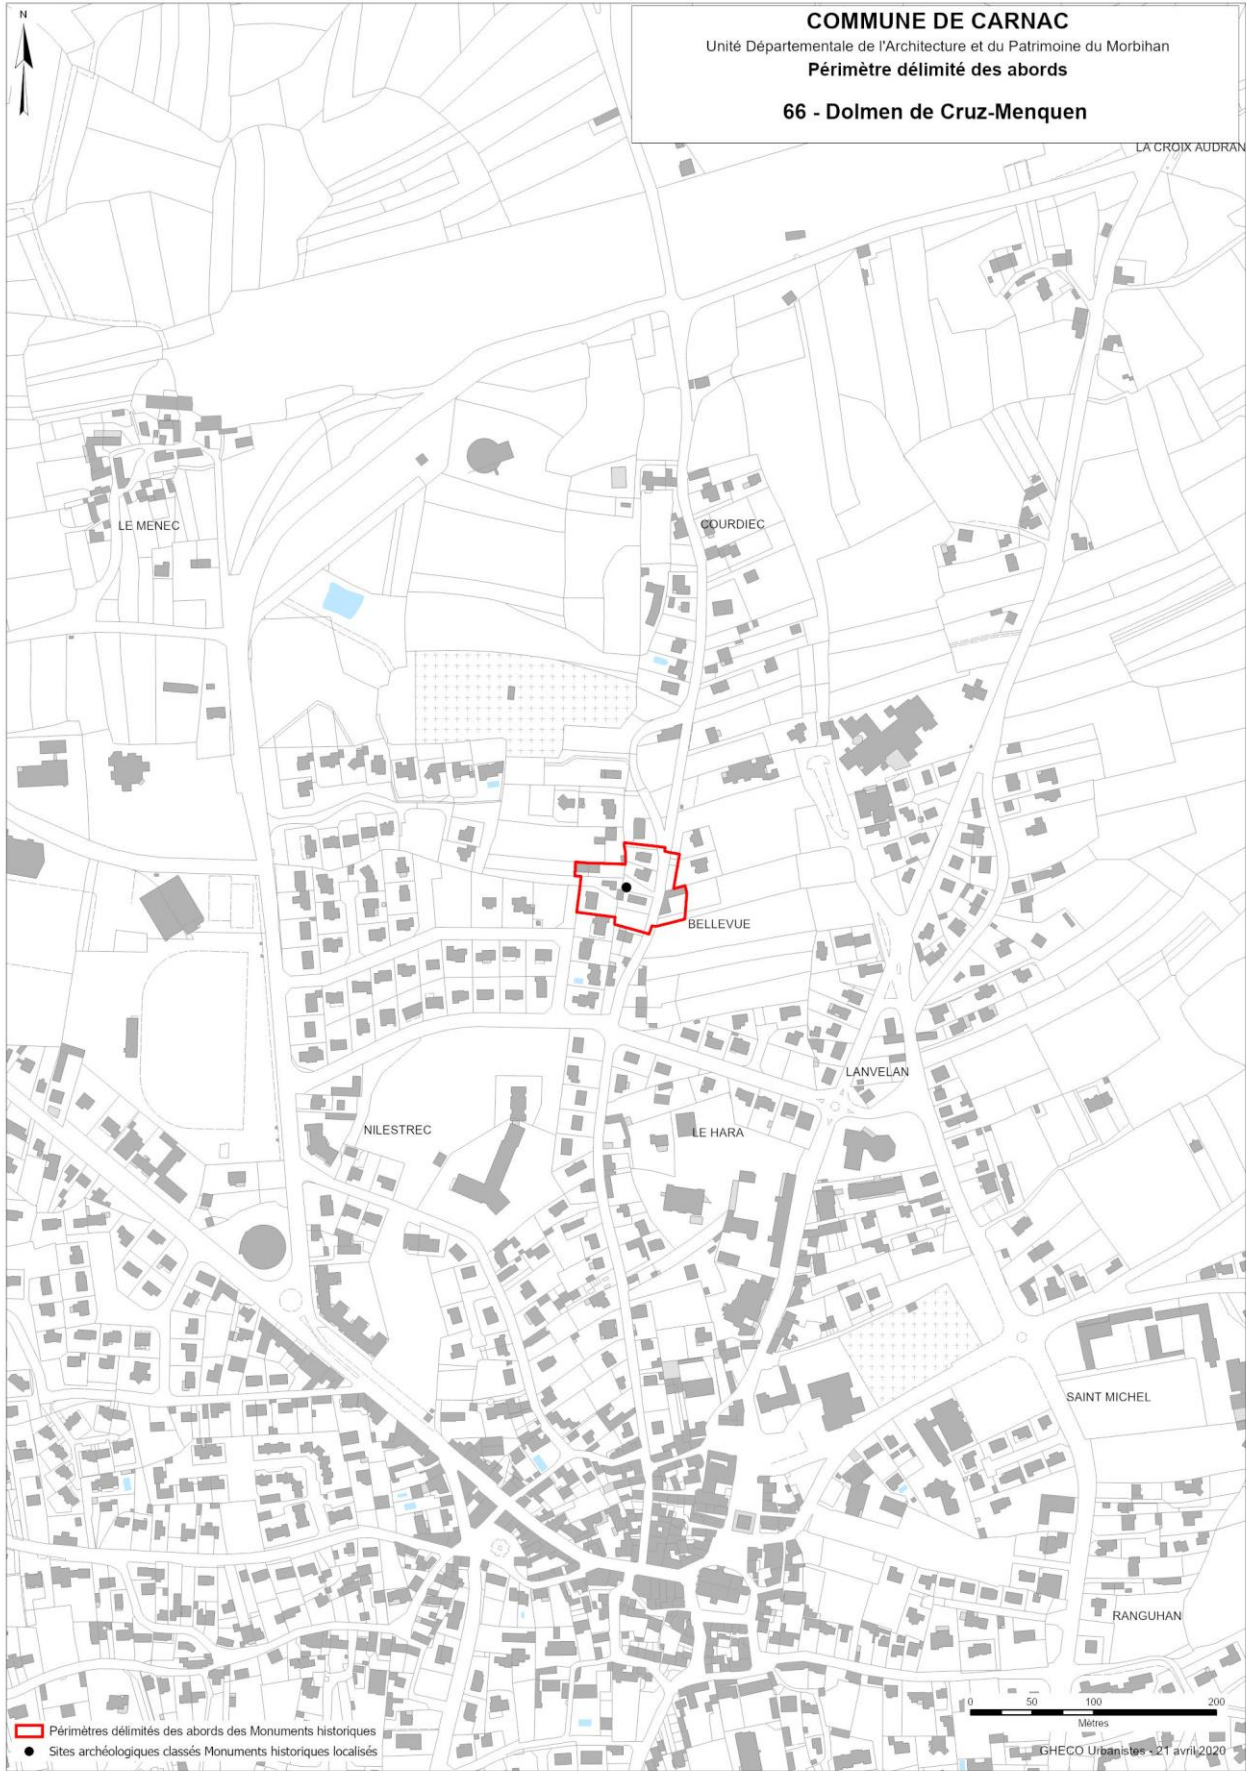 N
COMMUNE DE CARNAC
Unité Départementale de l'Architecture et du Patrimoine du Morbihan
Périmètre délimité des abords
66 - Dolmen de Cruz-Menquen
LA CROIX AUDRAN
LE MENEC
COURDIEC
BELLEVUE
LANVELAN
NILESTREC
LE HARA
SAINT MICHEL
RANGUHAN
0 50 100 200
Mètres
Périmètres délimités des abords des Monuments historiques
Sites archéologiques classés Monuments historiques localisés
GHECO Urbanistes - 21 avril 2020